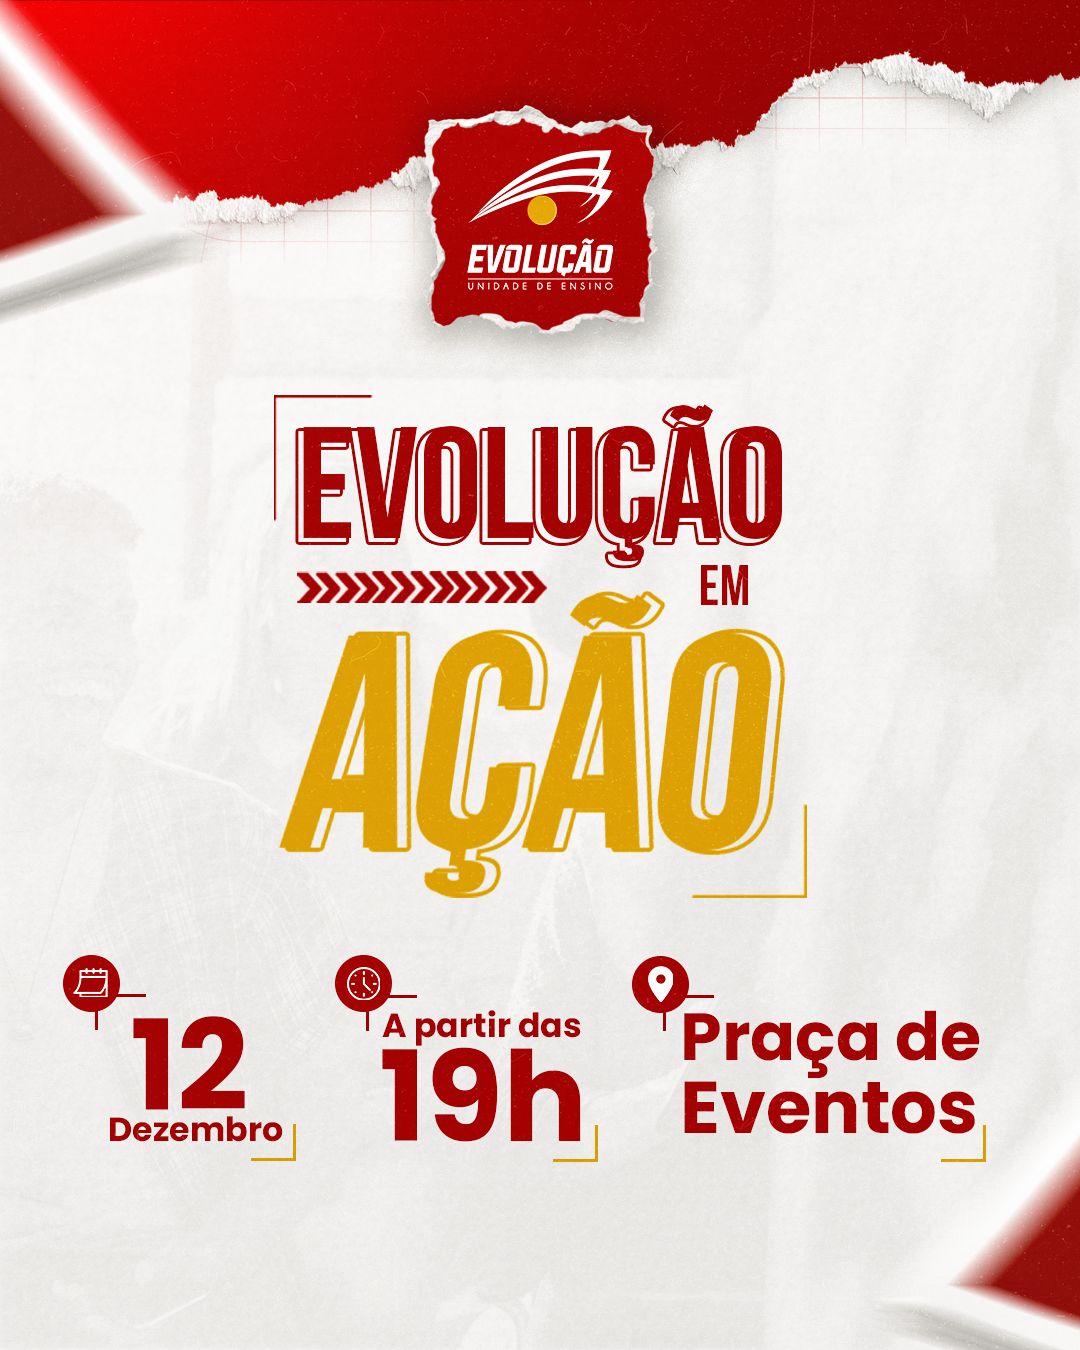 EVOLUÇÃO
UNIDADE DE ENSINO
EVOLUÇÃO
EM
AÇÃO
12
Dezembro
A partir das
19h
Praça de
Eventos